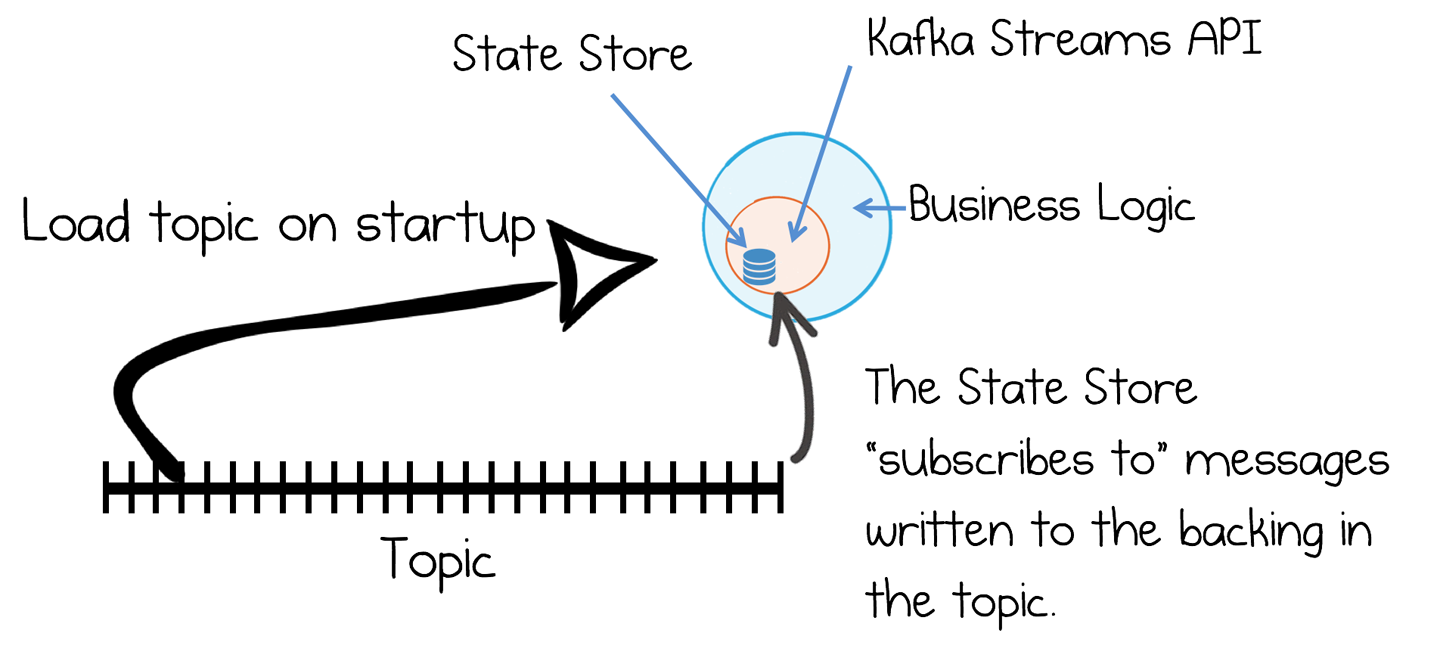 State Store
Kafka Streams API
Load topic on startup
Business Logic
The State Store
“subscribes to” messages
written to the backing in
the topic.
Topic